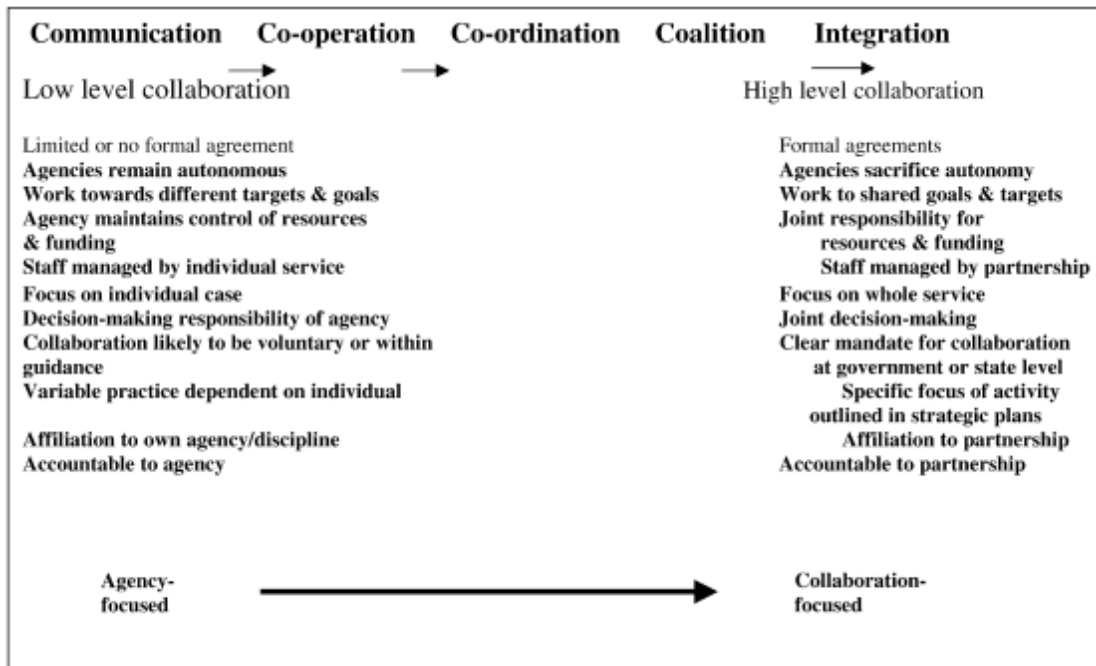 Communication Co-operation Co-ordination Coalition Integration
Low level collaboration High level collaboration
Limited or no formal agreement
Agencies remain autonomous
Work towards different targets & goals
Agency maintains control of resources
& funding
Staff managed by individual service
Focus on individual case
Decision-making responsibility of agency
Collaboration likely to be voluntary or within
guidance
Variable practice dependent on individual
Affiliation to own agency/discipline
Accountable to agency
Formal agreements
Agencies sacrifice autonomy
Work to shared goals & targets
Joint responsibility for
resources & funding
Staff managed by partnership
Focus on whole service
Joint decision-making
Clear mandate for collaboration
at government or state level
Specific focus of activity
outlined in strategic plans
Affiliation to partnership
Accountable to partnership
Agency-
focused
Collaboration-
focused